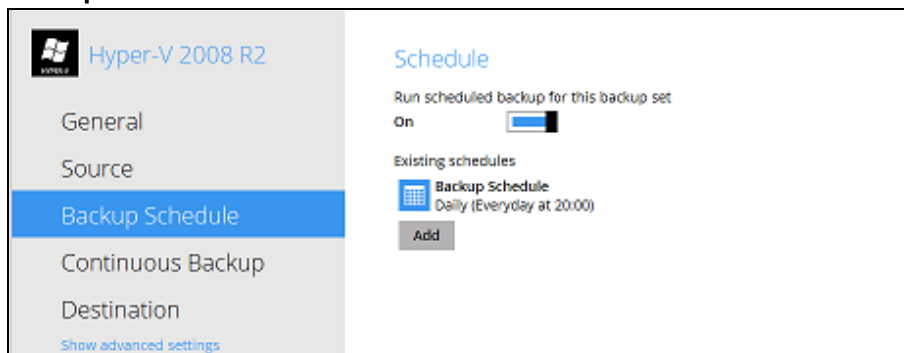 Hyper-V 2008 R2
General
Source
Backup Schedule
Continuous Backup
Destination
Show advanced settings
Schedule
Run scheduled backup for this backup set
On
Existing schedules
Backup Schedule
Daily (Everyday at 20:00)
Add